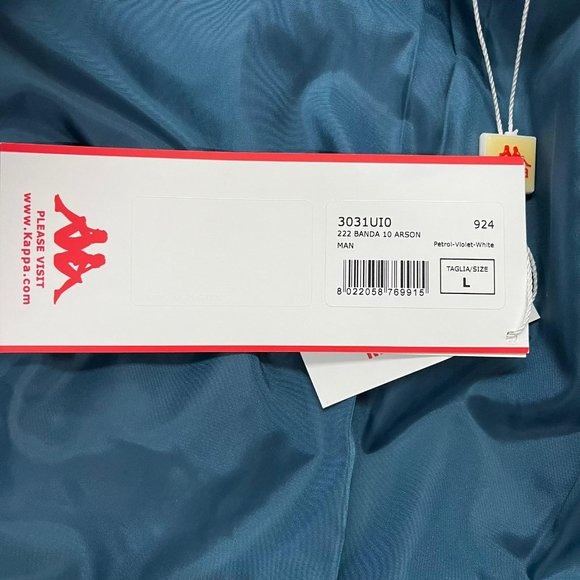 PLEASE VISIT
www.Kappa.com
3031UI0 924
222 BANDA 10 ARSON
MAN Petrol-Violet-White
TAGLIA/SIZE
L
8 022058 769915